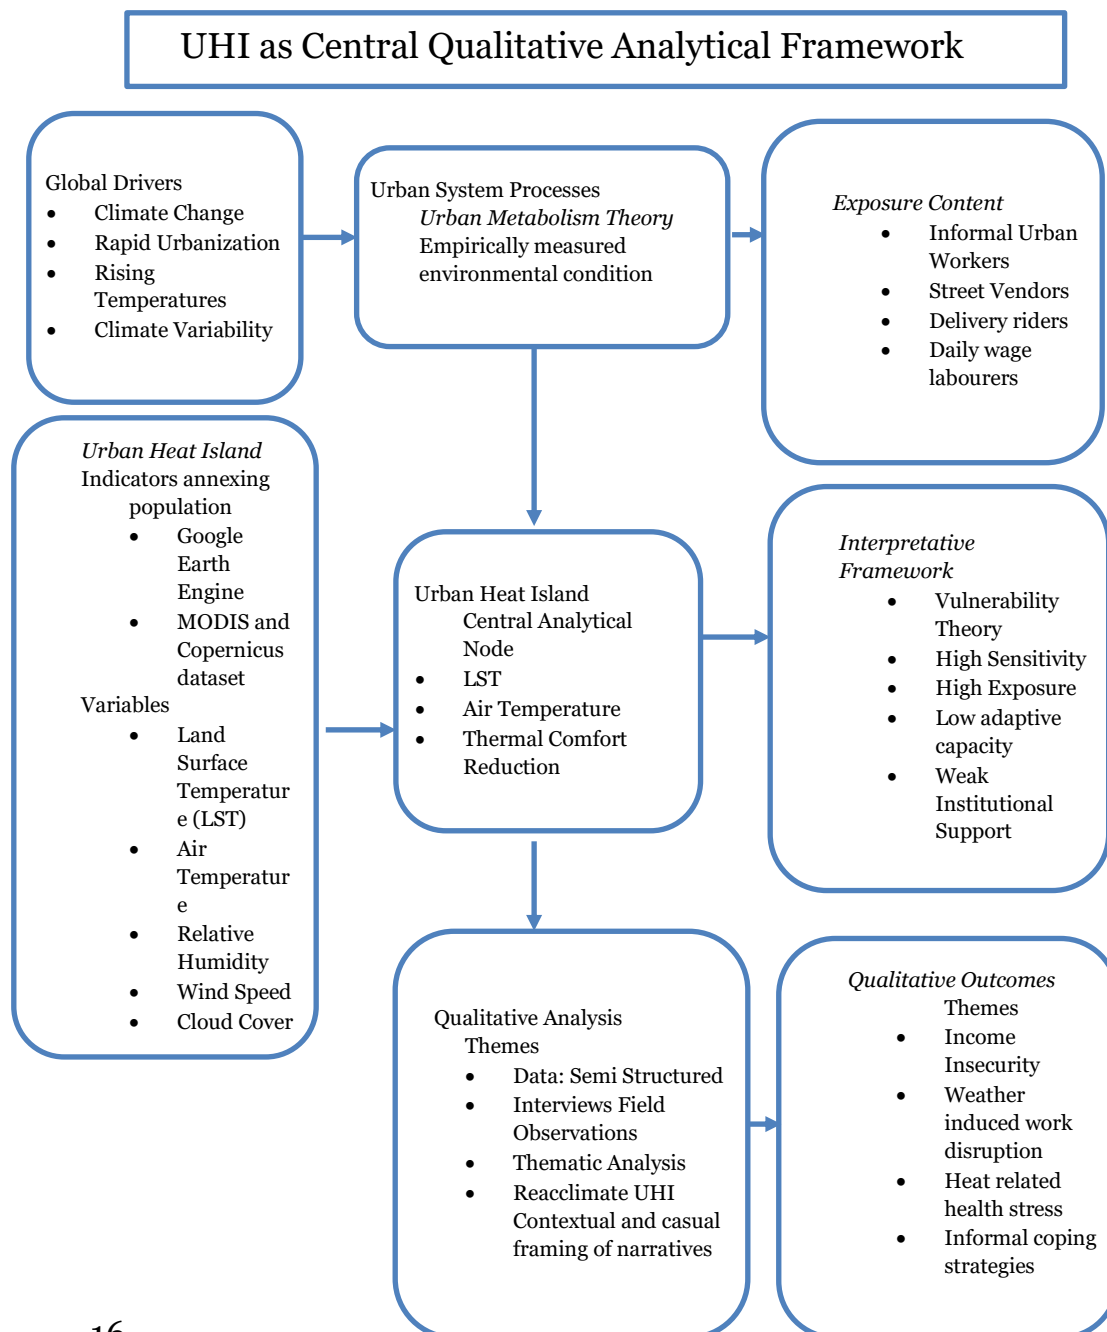 UHI as Central Qualitative Analytical Framework
Global Drivers
• Climate Change
• Rapid Urbanization
• Rising
Temperatures
• Climate Variability
Urban System Processes
Urban Metabolism Theory
Empirically measured
environmental condition
Exposure Content
• Informal Urban
Workers
• Street Vendors
• Delivery riders
• Daily wage
labourers
Urban Heat Island
Indicators annexing
population
• Google
Earth
Engine
• MODIS and
Copernicus
dataset
Variables
• Land
Surface
Temperatur
e (LST)
• Air
Temperatur
e
• Relative
Humidity
• Wind Speed
• Cloud Cover
Urban Heat Island
Central Analytical
Node
• LST
• Air Temperature
• Thermal Comfort
Reduction
Interpretative
Framework
• Vulnerability
Theory
• High Sensitivity
• High Exposure
• Low adaptive
capacity
• Weak
Institutional
Support
Qualitative Analysis
Themes
• Data: Semi Structured
• Interviews Field
Observations
• Thematic Analysis
• Reacclimate UHI
Contextual and casual
framing of narratives
Qualitative Outcomes
Themes
• Income
Insecurity
• Weather
induced work
disruption
• Heat related
health stress
• Informal coping
strategies
16